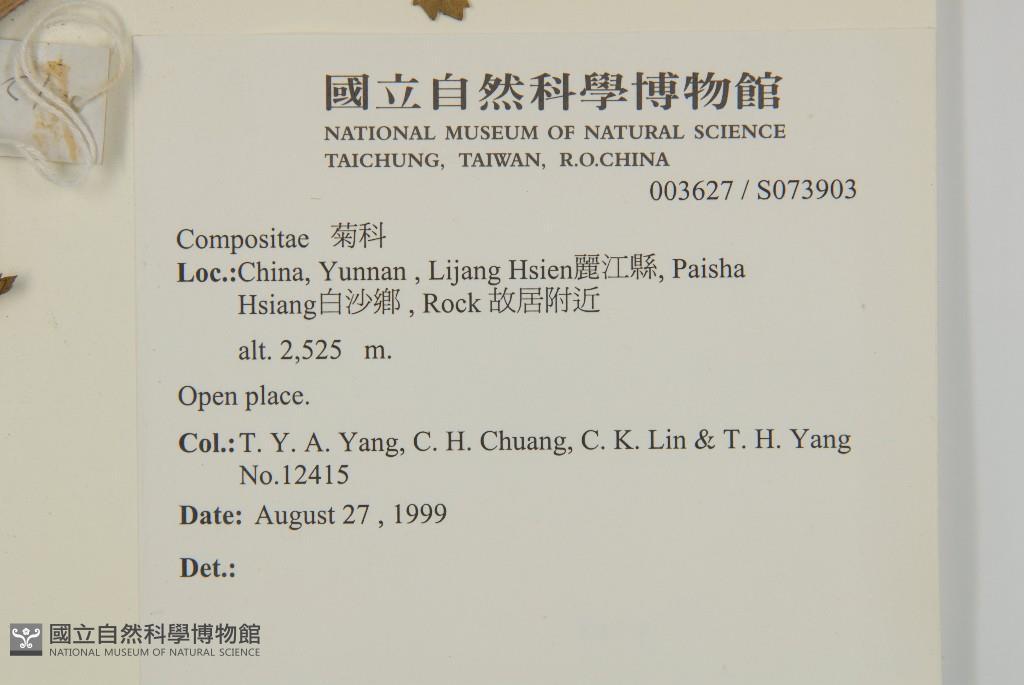 國立自然科學博物館
NATIONAL MUSEUM OF NATURAL SCIENCE
TAICHUNG, TAIWAN, R.O.CHINA
003627 / S073903
Compositae 菊科
Loc.:China, Yunnan , Lijang Hsien麗江縣, Paisha
Hsiang白沙鄉 , Rock 故居附近
alt. 2,525 m.
Open place.
Col.:T. Y. A. Yang, C. H. Chuang, C. K. Lin & T. H. Yang
No.12415
Date: August 27 , 1999
Det.:
國立自然科學博物館
NATIONAL MUSEUM OF NATURAL SCIENCE